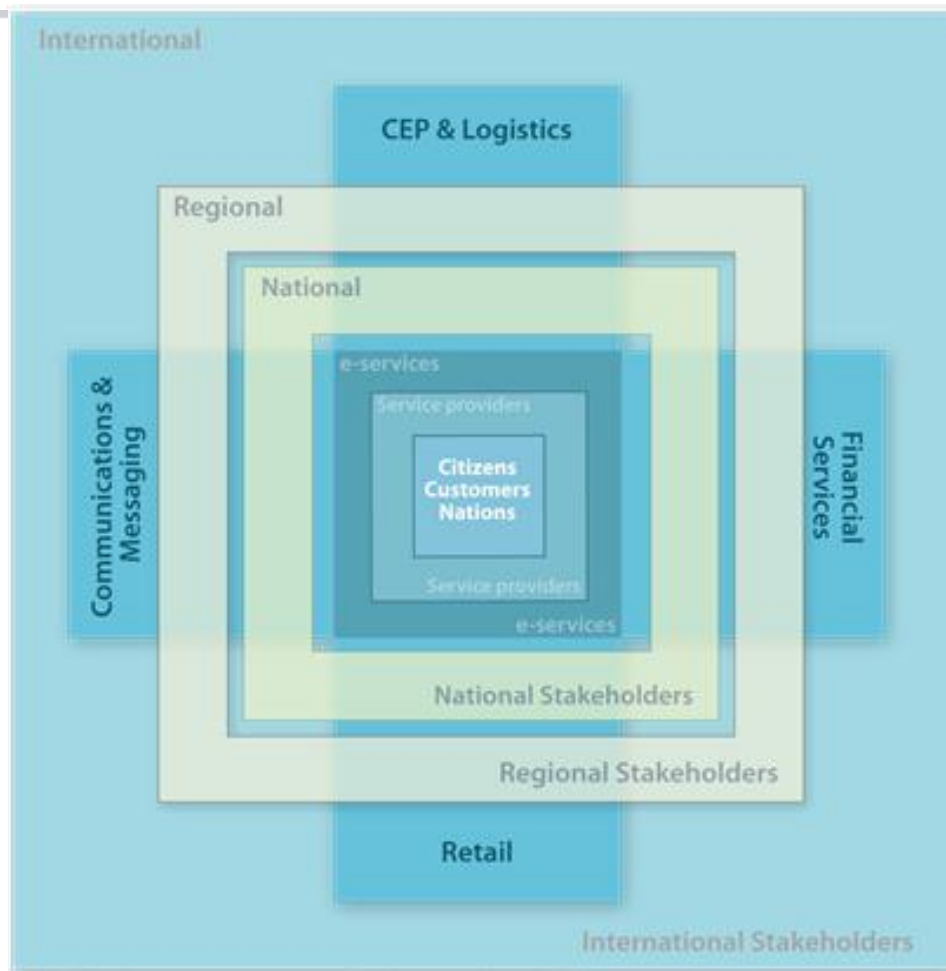 International
CEP & Logistics
Regional
National
e-services
Service providers
Communications &
Messaging
Citizens
Customers
Nations
Financial
Services
Service providers
e-services
National Stakeholders
Regional Stakeholders
Retail
International Stakeholders